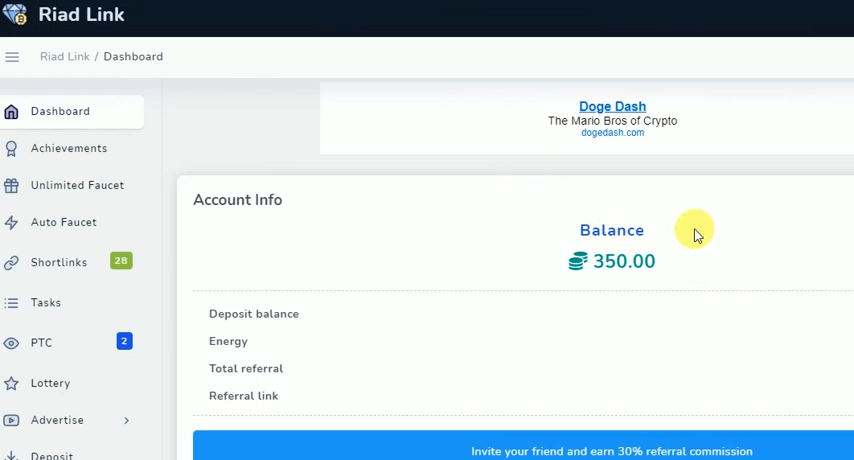 Riad Link
Riad Link / Dashboard
Dashboard
Achievements
Unlimited Faucet
Auto Faucet
Shortlinks 28
Tasks
PTC 2
Lottery
Advertise
Deposit
Doge Dash
The Mario Bros of Crypto
dogedash.com
Account Info
Balance
350.00
Deposit balance
Energy
Total referral
Referral link
Invite your friend and earn 30% referral commission